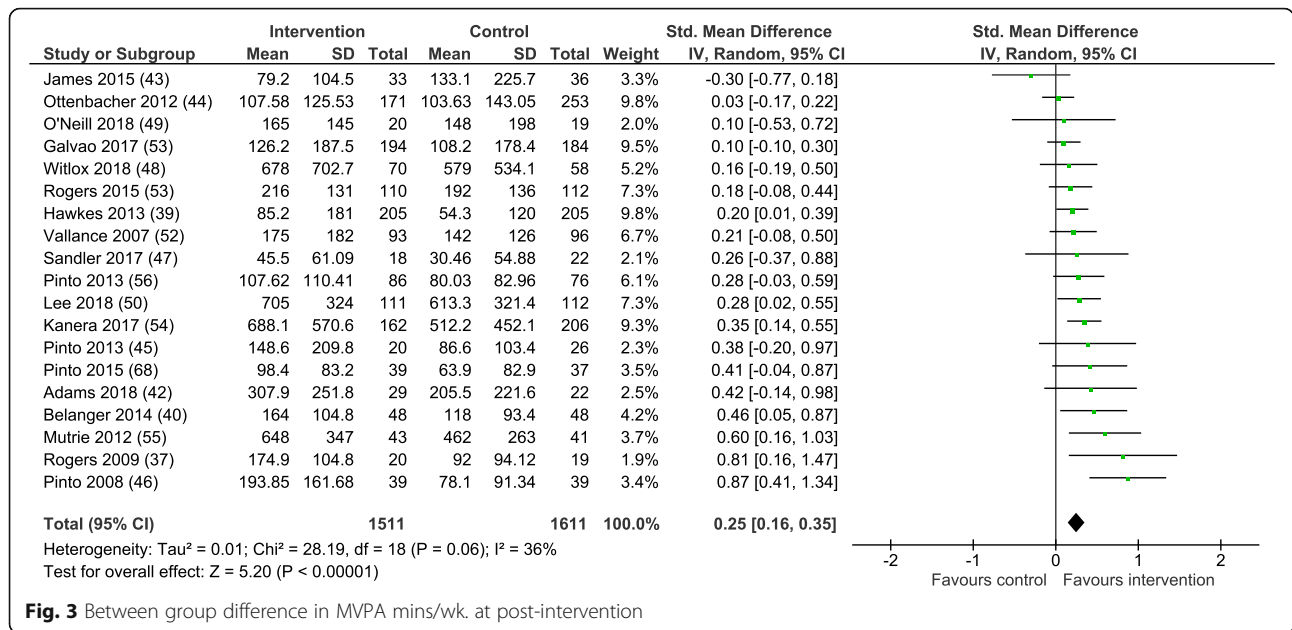 Intervention Control Std. Mean Difference Std. Mean Difference
Study or Subgroup Mean SD Total Mean SD Total Weight IV, Random, 95% CI IV, Random, 95% CI
James 2015 (43) 79.2 104.5 33 133.1 225.7 36 3.3% -0.30 [-0.77, 0.18]
Ottenbacher 2012 (44) 107.58 125.53 171 103.63 143.05 253 9.8% 0.03 [-0.17, 0.22]
O'Neill 2018 (49) 165 145 20 148 198 19 2.0% 0.10 [-0.53, 0.72]
Galvao 2017 (53) 126.2 187.5 194 108.2 178.4 184 9.5% 0.10 [-0.10, 0.30]
Witlox 2018 (48) 678 702.7 70 579 534.1 58 5.2% 0.16 [-0.19, 0.50]
Rogers 2015 (53) 216 131 110 192 136 112 7.3% 0.18 [-0.08, 0.44]
Hawkes 2013 (39) 85.2 181 205 54.3 120 205 9.8% 0.20 [0.01, 0.39]
Vallance 2007 (52) 175 182 93 142 126 96 6.7% 0.21 [-0.08, 0.50]
Sandler 2017 (47) 45.5 61.09 18 30.46 54.88 22 2.1% 0.26 [-0.37, 0.88]
Pinto 2013 (56) 107.62 110.41 86 80.03 82.96 76 6.1% 0.28 [-0.03, 0.59]
Lee 2018 (50) 705 324 111 613.3 321.4 112 7.3% 0.28 [0.02, 0.55]
Kanera 2017 (54) 688.1 570.6 162 512.2 452.1 206 9.3% 0.35 [0.14, 0.55]
Pinto 2013 (45) 148.6 209.8 20 86.6 103.4 26 2.3% 0.38 [-0.20, 0.97]
Pinto 2015 (68) 98.4 83.2 39 63.9 82.9 37 3.4% 0.41 [-0.04, 0.87]
Adams 2018 (42) 307.9 251.8 29 205.5 221.6 22 2.5% 0.42 [-0.14, 0.98]
Belanger 2014 (40) 164 104.8 48 118 93.4 48 4.2% 0.46 [0.05, 0.87]
Mutrie 2012 (55) 648 347 43 462 263 41 3.7% 0.60 [0.16, 1.03]
Rogers 2009 (37) 174.9 104.8 20 92 94.12 19 1.9% 0.81 [0.16, 1.47]
Pinto 2008 (46) 193.85 161.68 39 78.1 91.34 39 3.4% 0.87 [0.41, 1.34]
Total (95% CI) 1511 1611 100.0% 0.25 [0.16, 0.35]
Heterogeneity: Tau² = 0.01; Chi² = 28.19, df = 18 (P = 0.06); I² = 36%
Test for overall effect: Z = 5.20 (P < 0.00001)
-2 -1 0 1 2
Favours control Favours intervention
Fig. 3 Between group difference in MVPA mins/wk. at post-intervention